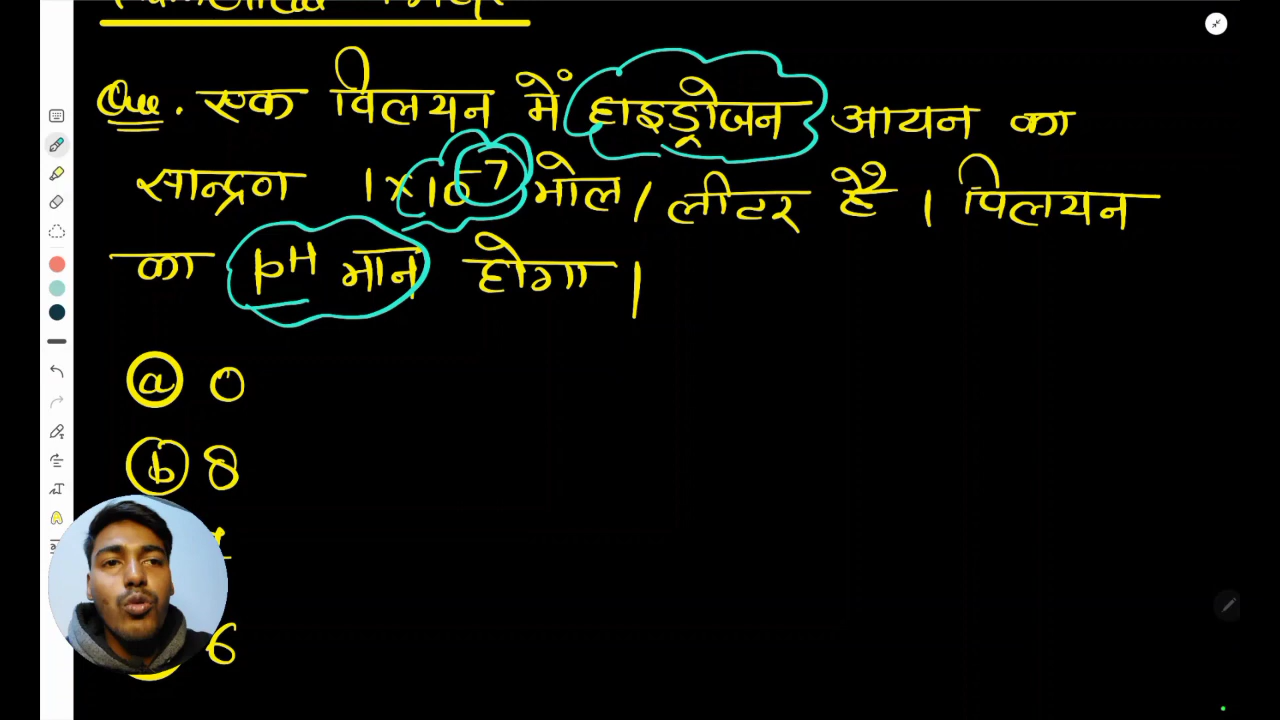 Que. एक विलयन में हाइड्रोजन आयन का
सान्द्रण 1×10⁻⁷ मोल/लीटर है। विलयन
का pH मान होगा।
(a) 0
(b) 8
6